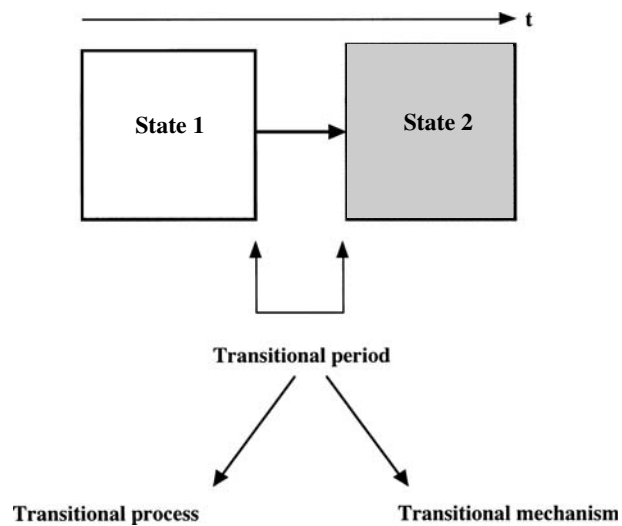 t
State 1
State 2
Transitional period
Transitional process
Transitional mechanism